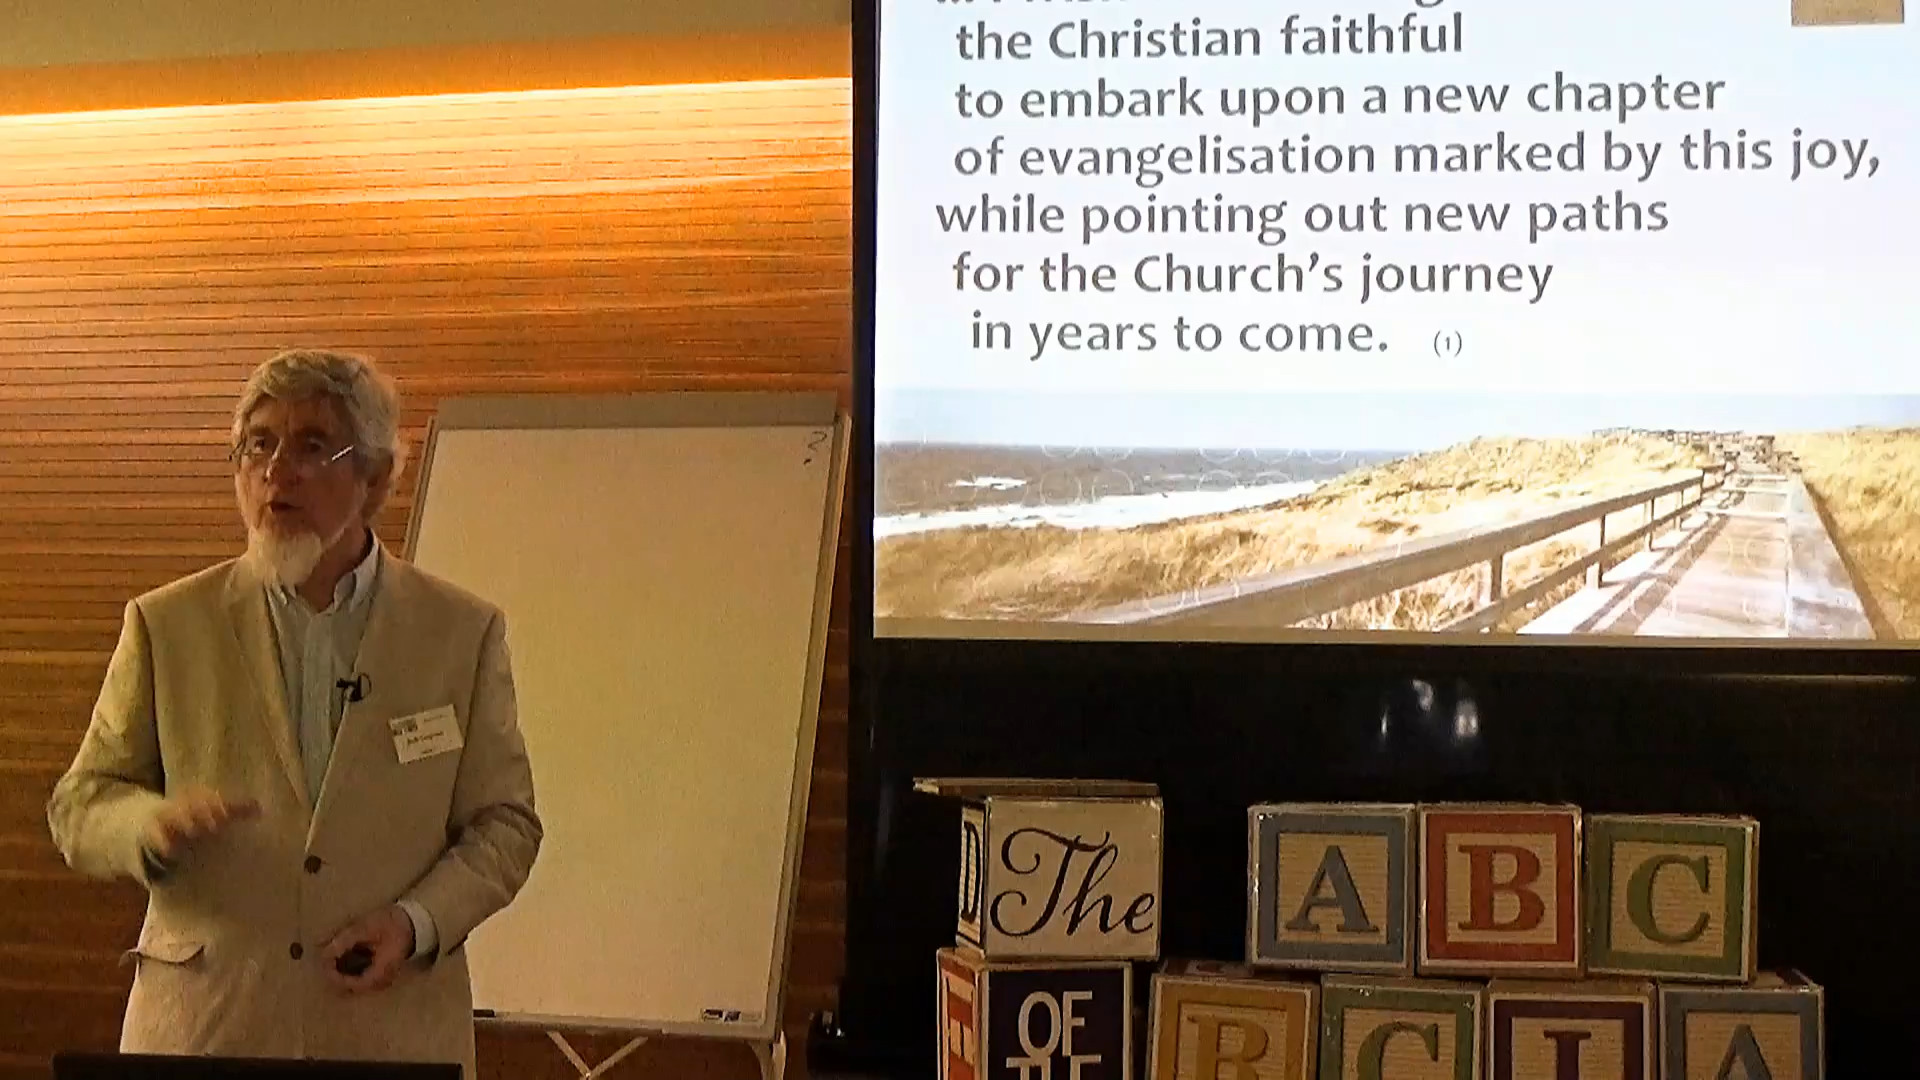 the Christian faithful
to embark upon a new chapter
of evangelisation marked by this joy,
while pointing out new paths
for the Church's journey
in years to come. (1)
?
D The A B C
OF B C I A